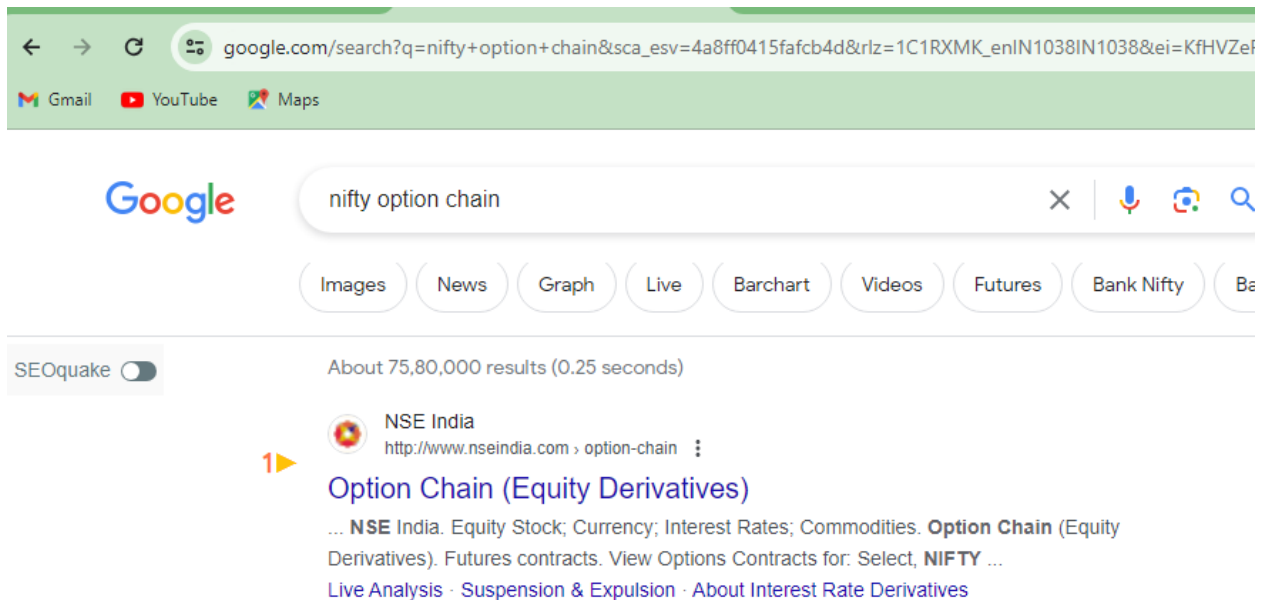 google.com/search?q=nifty+option+chain&sca_esv=4a8ff0415fafcb4d&rlz=1C1RXMK_enIN1038IN1038&ei=KfHVZeF
Gmail YouTube Maps
Google nifty option chain
Images News Graph Live Barchart Videos Futures Bank Nifty Ba
SEOquake About 75,80,000 results (0.25 seconds)
NSE India
http://www.nseindia.com › option-chain
1
Option Chain (Equity Derivatives)
... NSE India. Equity Stock; Currency; Interest Rates; Commodities. Option Chain (Equity
Derivatives). Futures contracts. View Options Contracts for: Select, NIFTY ...
Live Analysis · Suspension & Expulsion · About Interest Rate Derivatives